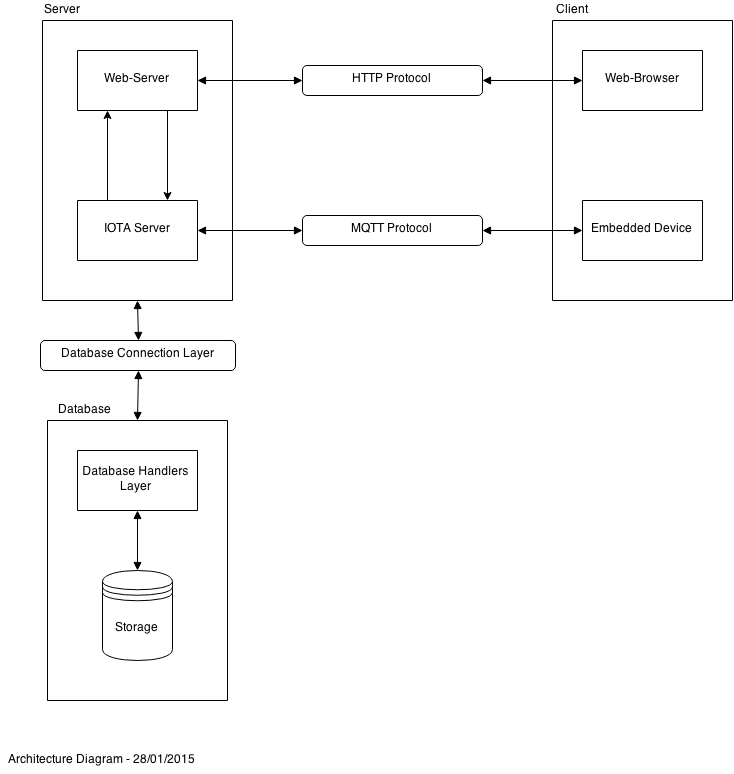 Server
Client
Web-Server
HTTP Protocol
Web-Browser
IOTA Server
MQTT Protocol
Embedded Device
Database Connection Layer
Database
Database Handlers
Layer
Storage
Architecture Diagram - 28/01/2015